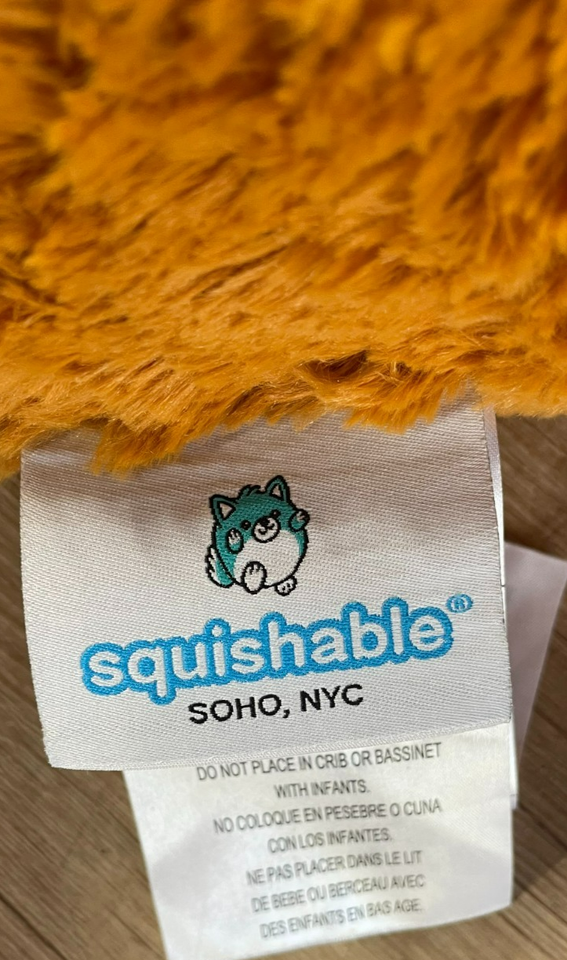 squishable®
SOHO, NYC
DO NOT PLACE IN CRIB OR BASSINET
WITH INFANTS.
NO COLOQUE EN PESEBRE O CUNA
CON LOS INFANTES.
NE PAS PLACER DANS LE LIT
DE BEBE OU BERCEAU AVEC
DES ENFANTS EN BAS AGE.